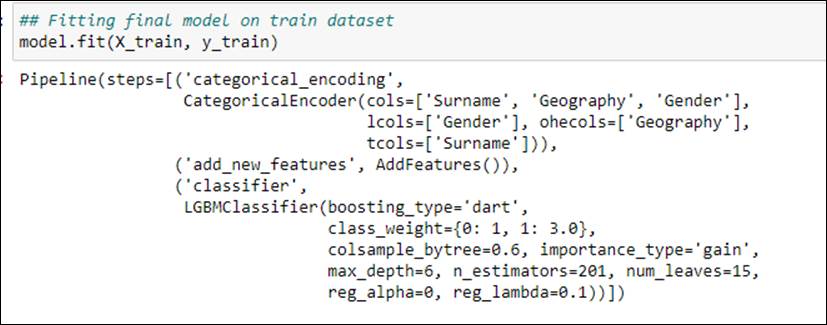 ## Fitting final model on train dataset
model.fit(X_train, y_train)
Pipeline(steps=[('categorical_encoding',
CategoricalEncoder(cols=['Surname', 'Geography', 'Gender'],
lcols=['Gender'], ohecols=['Geography'],
tcols=['Surname'])),
('add_new_features', AddFeatures()),
('classifier',
LGBMClassifier(boosting_type='dart',
class_weight={0: 1, 1: 3.0},
colsample_bytree=0.6, importance_type='gain',
max_depth=6, n_estimators=201, num_leaves=15,
reg_alpha=0, reg_lambda=0.1))])